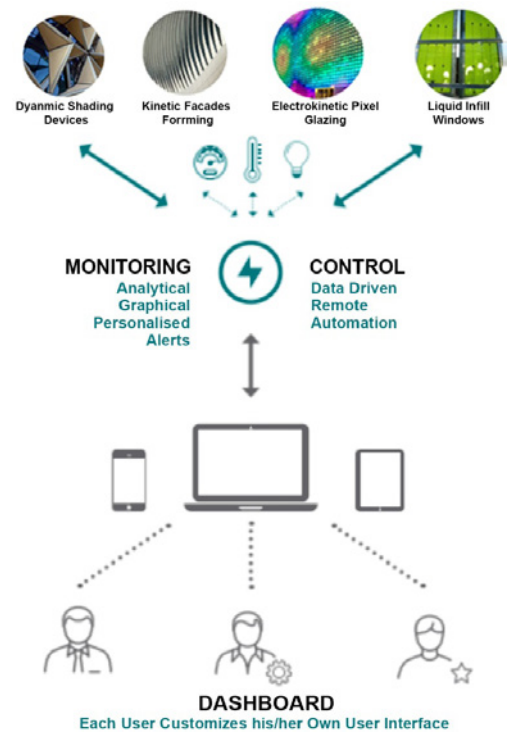 Dyanmic Shading
Devices
Kinetic Facades
Forrming
Electrokinetic Pixel
Glazing
Liquid Infill
Windows
MONITORING
Analytical
Graphical
Personalised
Alerts
CONTROL
Data Driven
Remote
Automation
DASHBOARD
Each User Customizes his/her Own User Interface